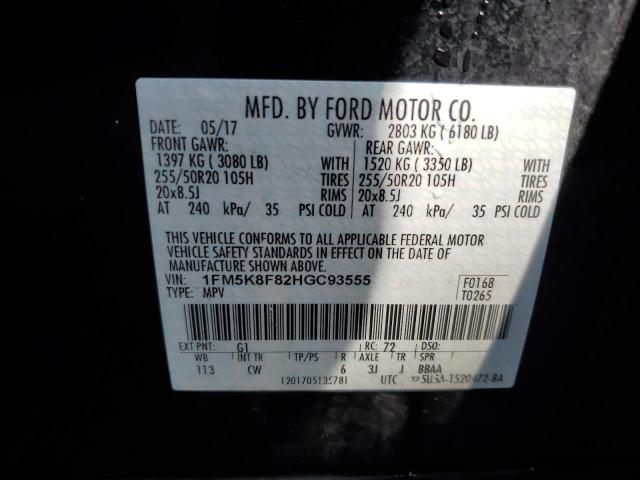 MFD. BY FORD MOTOR CO.
DATE: 05/17 GVWR: 2803 KG ( 6180 LB)
FRONT GAWR: REAR GAWR:
1397 KG ( 3080 LB) WITH 1520 KG ( 3350 LB) WITH
255/50R20 105H TIRES 255/50R20 105H TIRES
20x8.5J RIMS 20x8.5J RIMS
AT 240 kPa/ 35 PSI COLD AT 240 kPa/ 35 PSI COLD
THIS VEHICLE CONFORMS TO ALL APPLICABLE FEDERAL MOTOR
VEHICLE SAFETY STANDARDS IN EFFECT ON THE DATE OF
MANUFACTURE SHOWN ABOVE.
VIN: 1FM5K8F82HGC93555 F0168
TYPE: MPV T0265
EXT PNT: G1 RC: 72 DSO:
WB INT TR TP/PS R AXLE TR SPR
113 CW 6 3J J BBAA
1201705135781 UTC